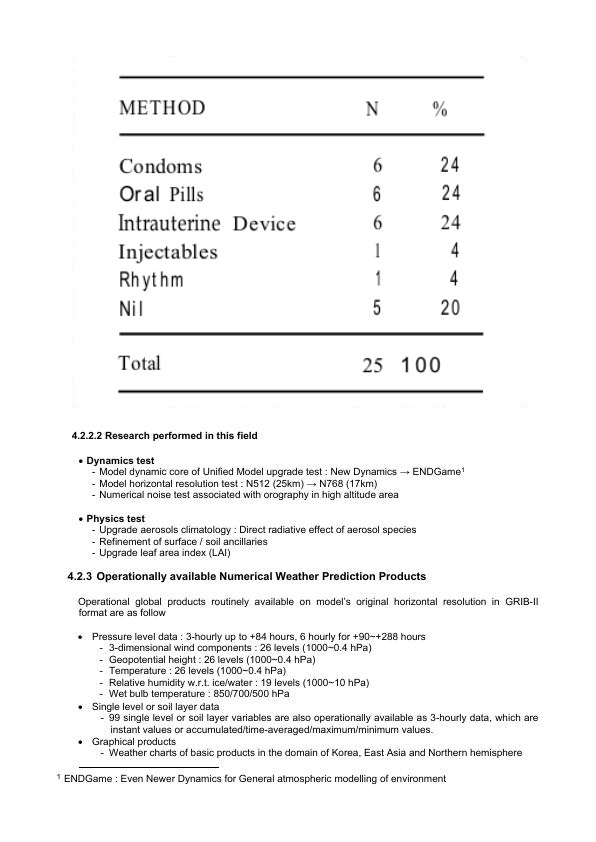 METHOD N %
Condoms 6 24
Oral Pills 6 24
Intrauterine Device 6 24
Injectables 1 4
Rhythm 1 4
Nil 5 20
Total 25 100
4.2.2.2 Research performed in this field
• Dynamics test
- Model dynamic core of Unified Model upgrade test : New Dynamics → ENDGame¹
- Model horizontal resolution test : N512 (25km) → N768 (17km)
- Numerical noise test associated with orography in high altitude area
• Physics test
- Upgrade aerosols climatology : Direct radiative effect of aerosol species
- Refinement of surface / soil ancillaries
- Upgrade leaf area index (LAI)
4.2.3 Operationally available Numerical Weather Prediction Products
Operational global products routinely available on model's original horizontal resolution in GRIB-II
format are as follow
• Pressure level data : 3-hourly up to +84 hours, 6 hourly for +90~+288 hours
- 3-dimensional wind components : 26 levels (1000~0.4 hPa)
- Geopotential height : 26 levels (1000~0.4 hPa)
- Temperature : 26 levels (1000~0.4 hPa)
- Relative humidity w.r.t. ice/water : 19 levels (1000~10 hPa)
- Wet bulb temperature : 850/700/500 hPa
• Single level or soil layer data
- 99 single level or soil layer variables are also operationally available as 3-hourly data, which are
instant values or accumulated/time-averaged/maximum/minimum values.
• Graphical products
- Weather charts of basic products in the domain of Korea, East Asia and Northern hemisphere
¹ ENDGame : Even Newer Dynamics for General atmospheric modelling of environment